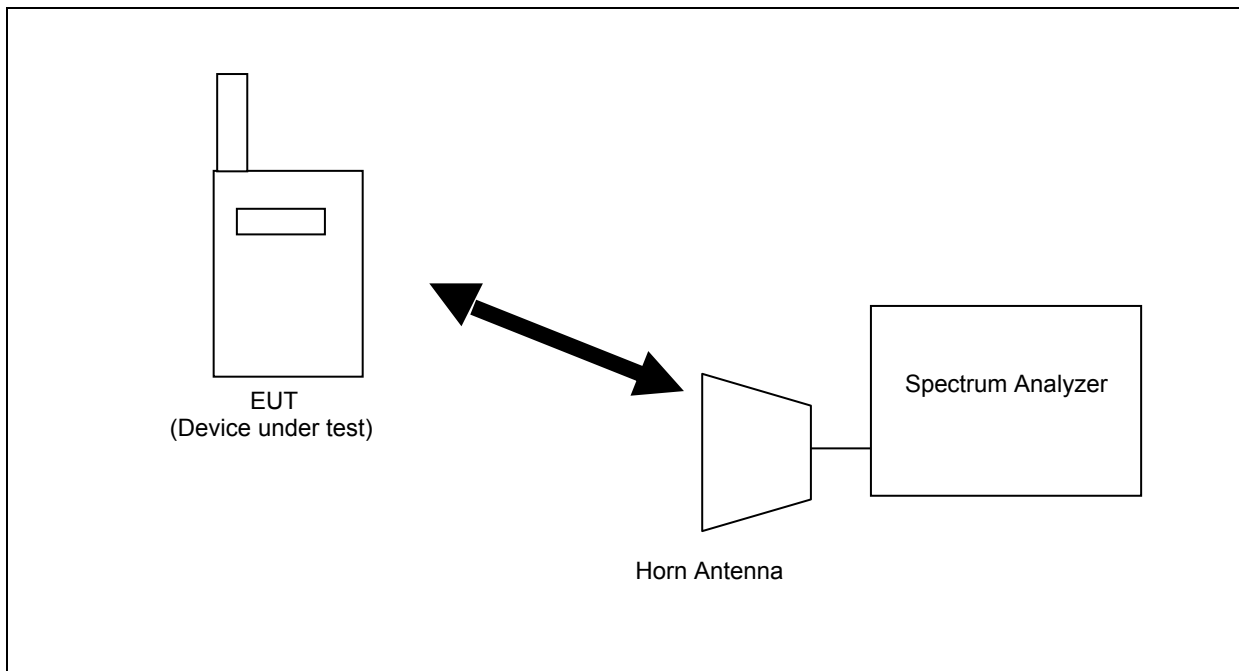 EUT
(Device under test)
Spectrum Analyzer
Horn Antenna